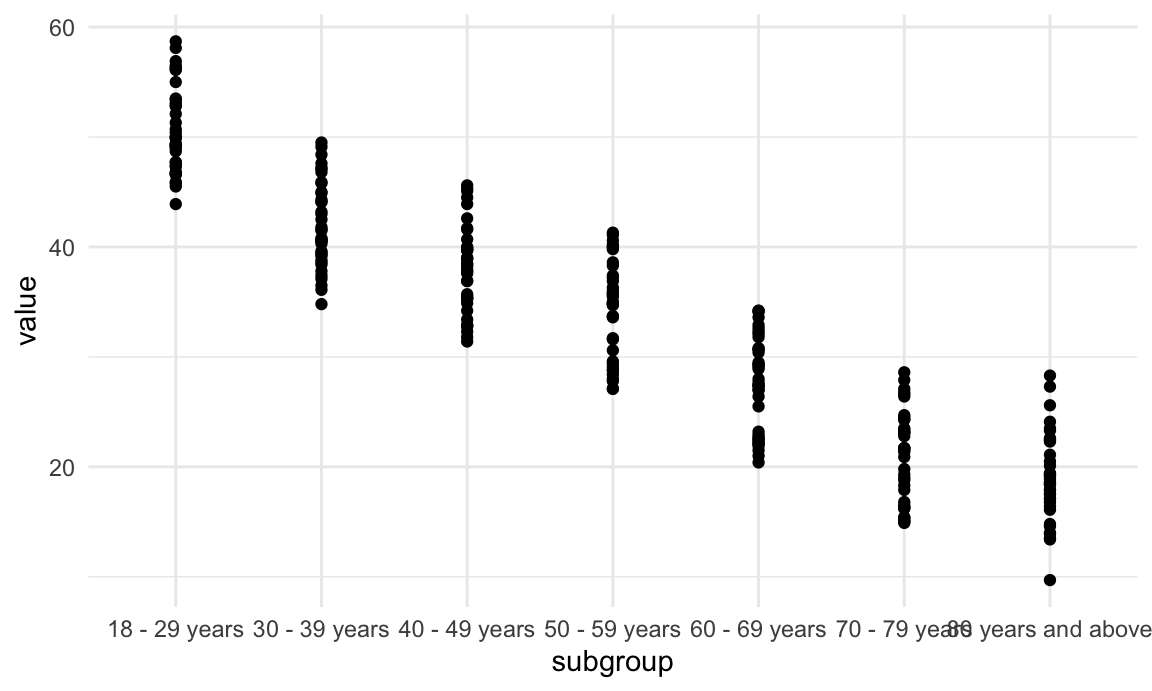 60
40
20
value
18 - 29 years 30 - 39 years 40 - 49 years 50 - 59 years 60 - 69 years 70 - 79 years 80 years and above
subgroup